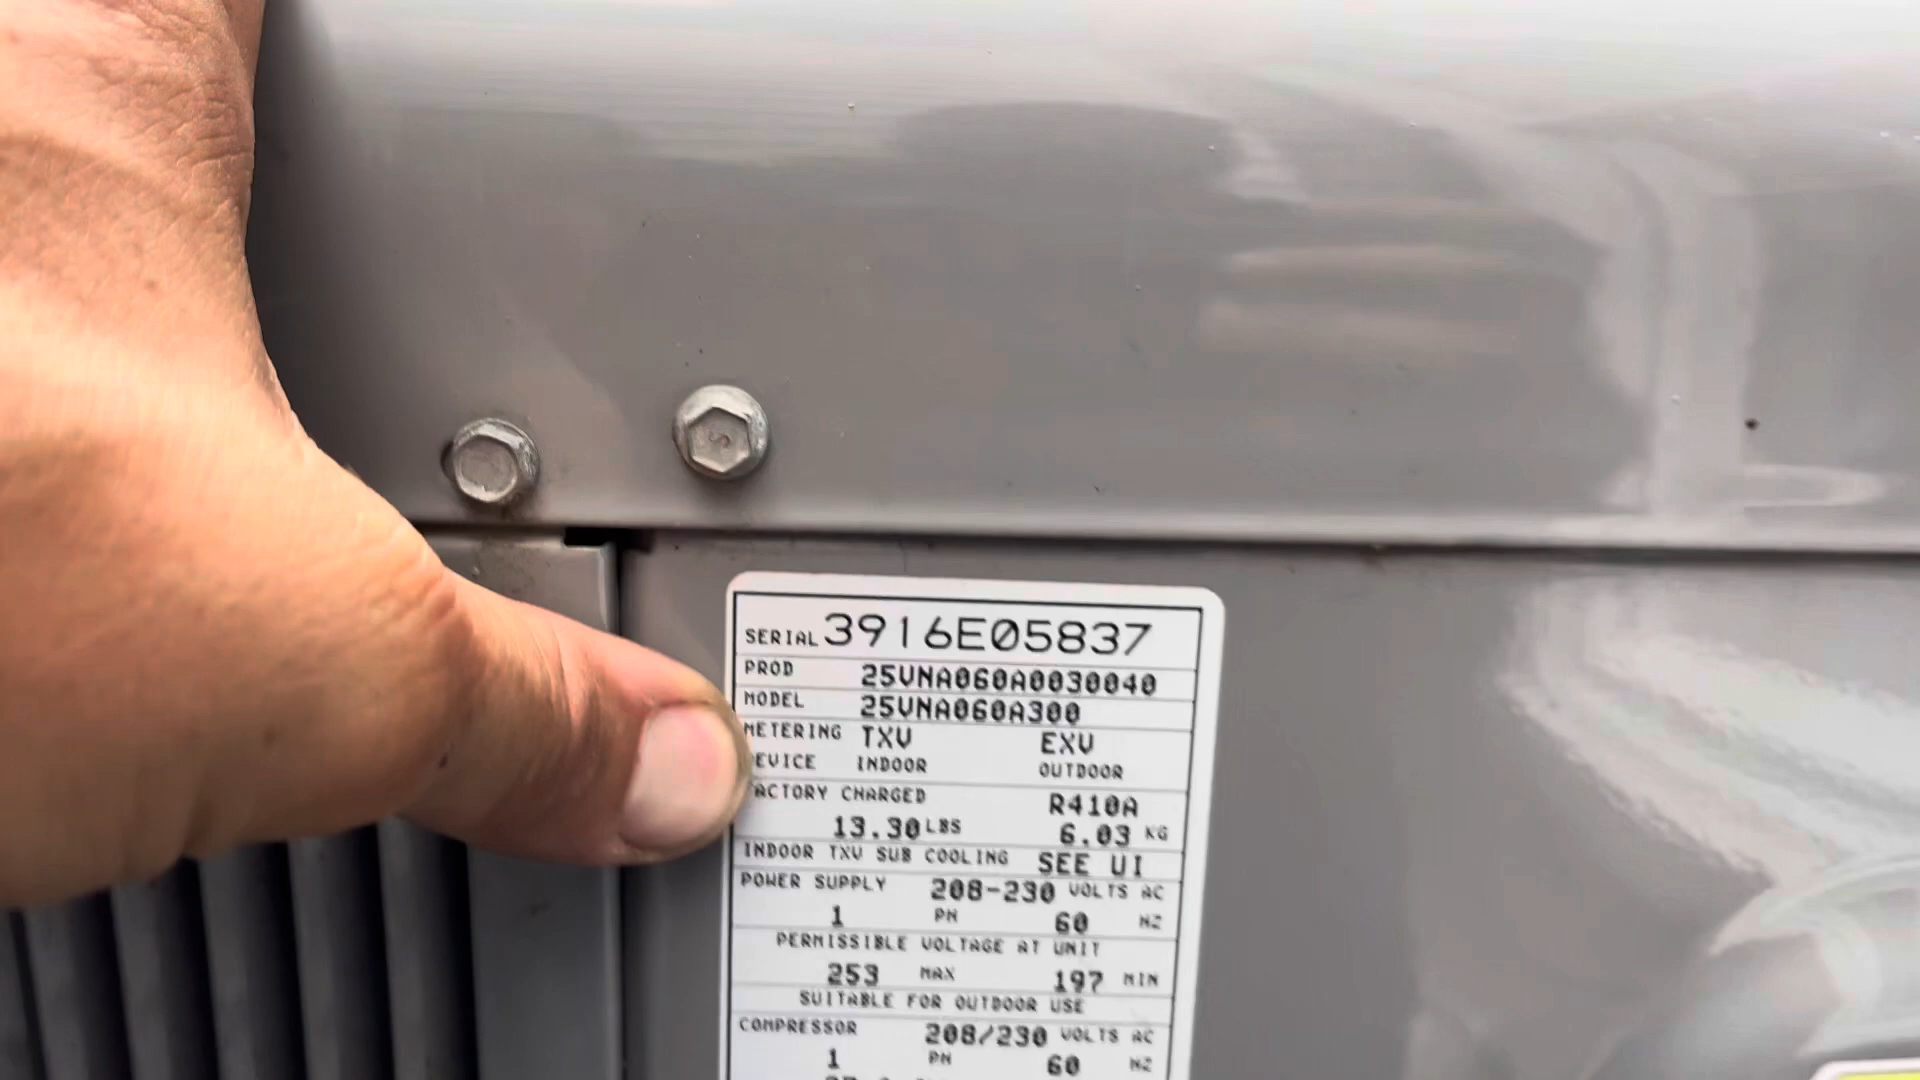 SERIAL 3916E05837
PROD 25VNA060A0030040
MODEL 25VNA060A300
METERING TXV EXV
EVICE INDOOR OUTDOOR
ACTORY CHARGED R410A
13.30 LBS 6.03 KG
INDOOR TXV SUB COOLING SEE UI
POWER SUPPLY 208-230 VOLTS AC
1 PH 60 HZ
PERMISSIBLE VOLTAGE AT UNIT
253 MAX 197 MIN
SUITABLE FOR OUTDOOR USE
COMPRESSOR 208/230 VOLTS AC
1 PH 60 HZ